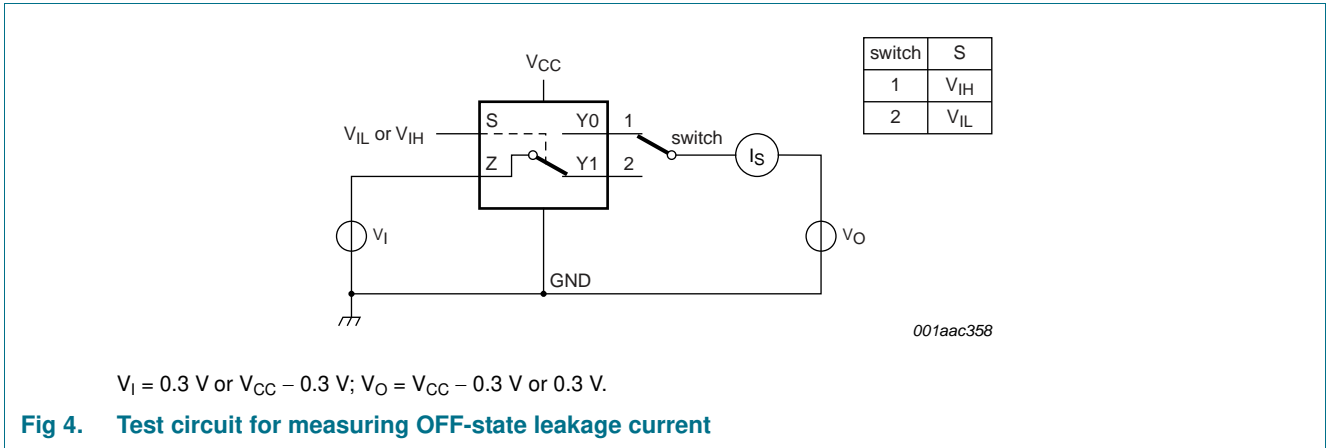 VCC
switch S
1 VIH
2 VIL
VIL or VIH
S Y0 1
switch
IS
Z Y1 2
VI
VO
GND
001aac358
VI = 0.3 V or VCC − 0.3 V; VO = VCC − 0.3 V or 0.3 V.
Fig 4. Test circuit for measuring OFF-state leakage current